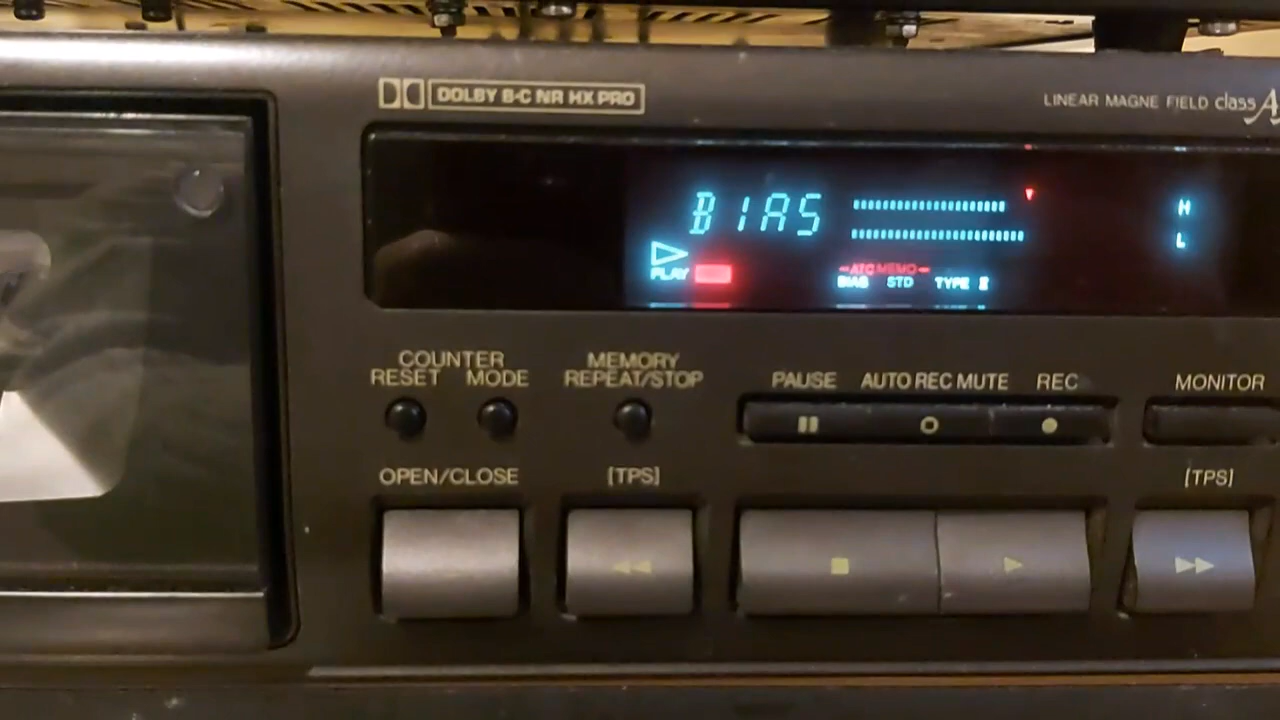 DOLBY B-C NR HX PRO
LINEAR MAGNE FIELD class A
BIAS
H
L
PLAY
ATC MEMO
BIAS STD TYPE II
COUNTER
RESET MODE
MEMORY
REPEAT/STOP
PAUSE AUTO REC MUTE REC MONITOR
OPEN/CLOSE [TPS] [TPS]